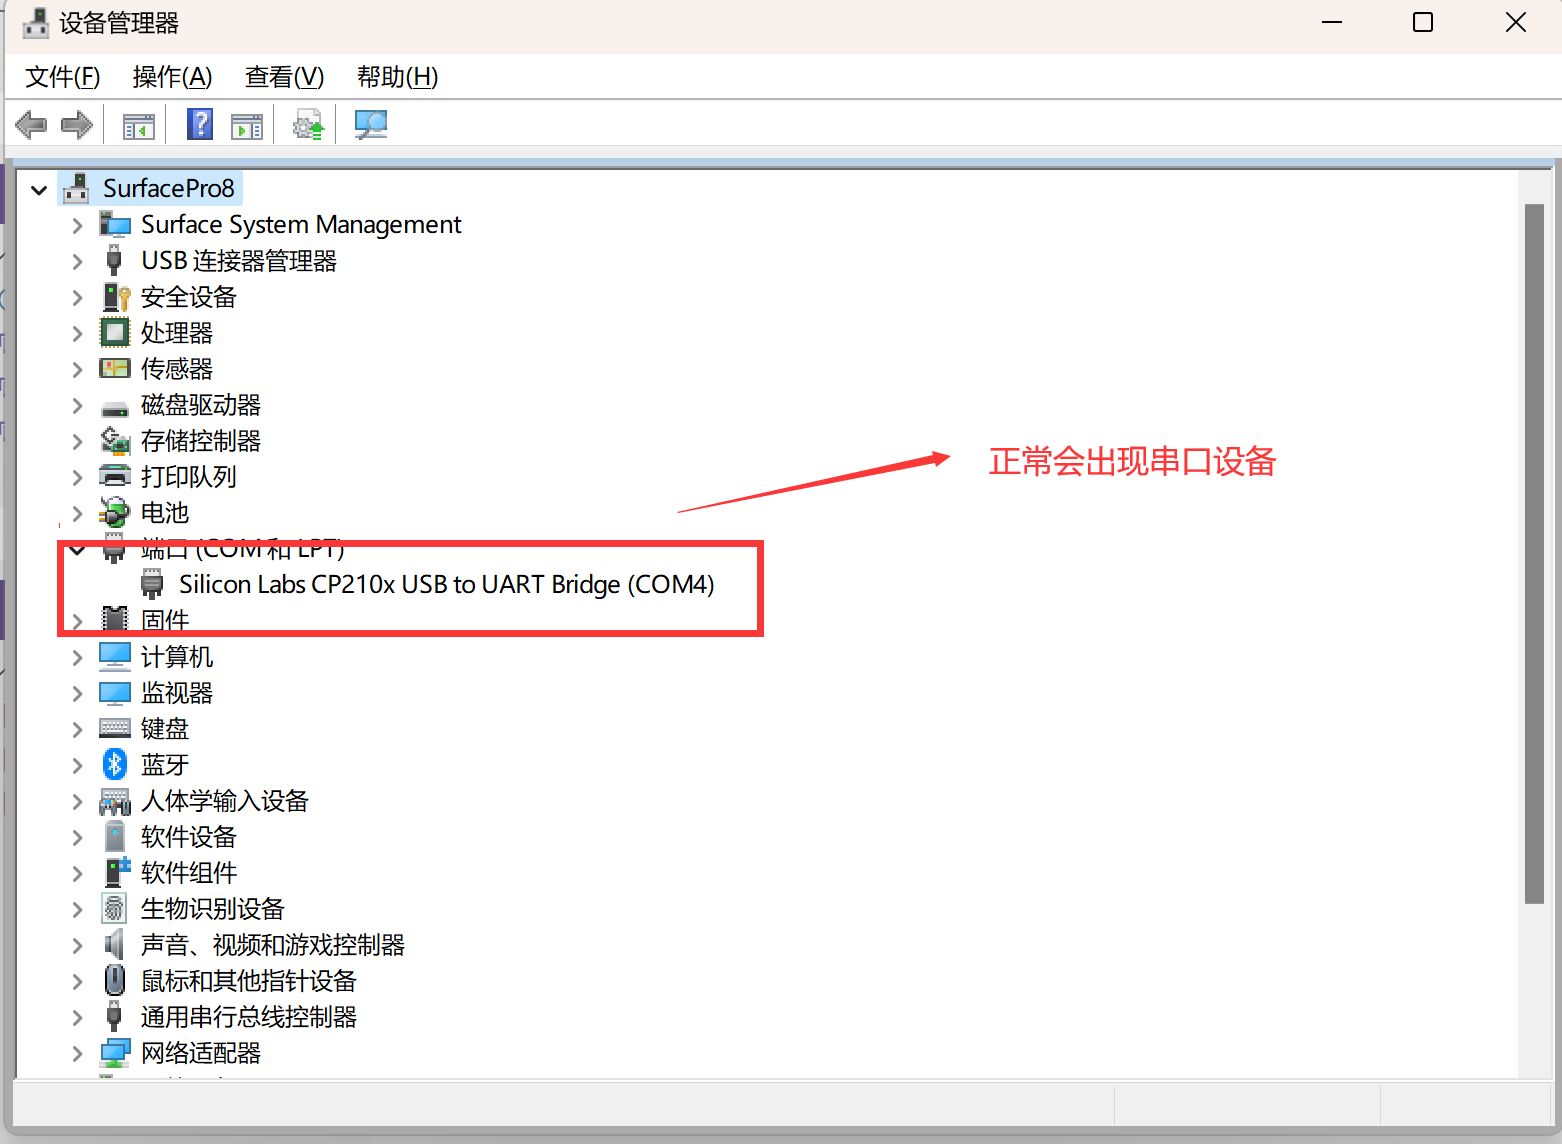 设备管理器
文件(F) 操作(A) 查看(V) 帮助(H)
SurfacePro8
Surface System Management
USB 连接器管理器
安全设备
处理器
传感器
磁盘驱动器
存储控制器
正常会出现串口设备
打印队列
电池
端口 (COM 和 LPT)
Silicon Labs CP210x USB to UART Bridge (COM4)
固件
计算机
监视器
键盘
蓝牙
人体学输入设备
软件设备
软件组件
生物识别设备
声音、视频和游戏控制器
鼠标和其他指针设备
通用串行总线控制器
网络适配器